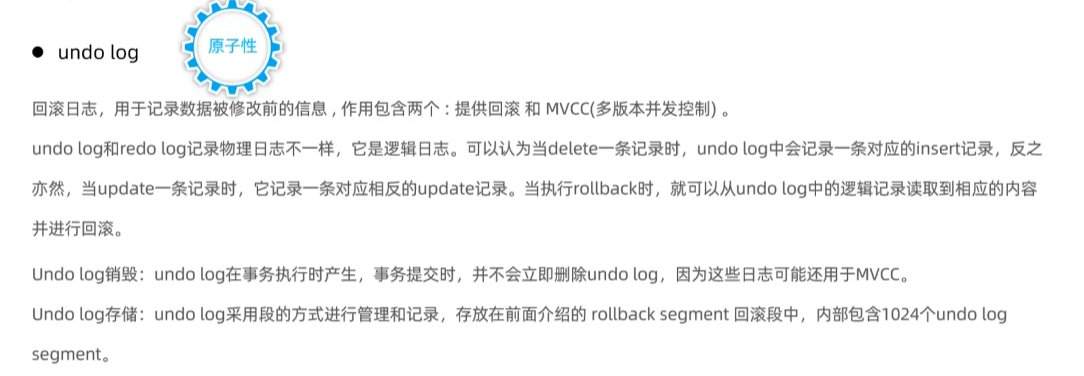 原子性
● undo log
回滚日志，用于记录数据被修改前的信息 , 作用包含两个 : 提供回滚 和 MVCC(多版本并发控制) 。
undo log和redo log记录物理日志不一样，它是逻辑日志。可以认为当delete一条记录时，undo log中会记录一条对应的insert记录，反之
亦然，当update一条记录时，它记录一条对应相反的update记录。当执行rollback时，就可以从undo log中的逻辑记录读取到相应的内容
并进行回滚。
Undo log销毁：undo log在事务执行时产生，事务提交时，并不会立即删除undo log，因为这些日志可能还用于MVCC。
Undo log存储：undo log采用段的方式进行管理和记录，存放在前面介绍的 rollback segment 回滚段中，内部包含1024个undo log
segment。